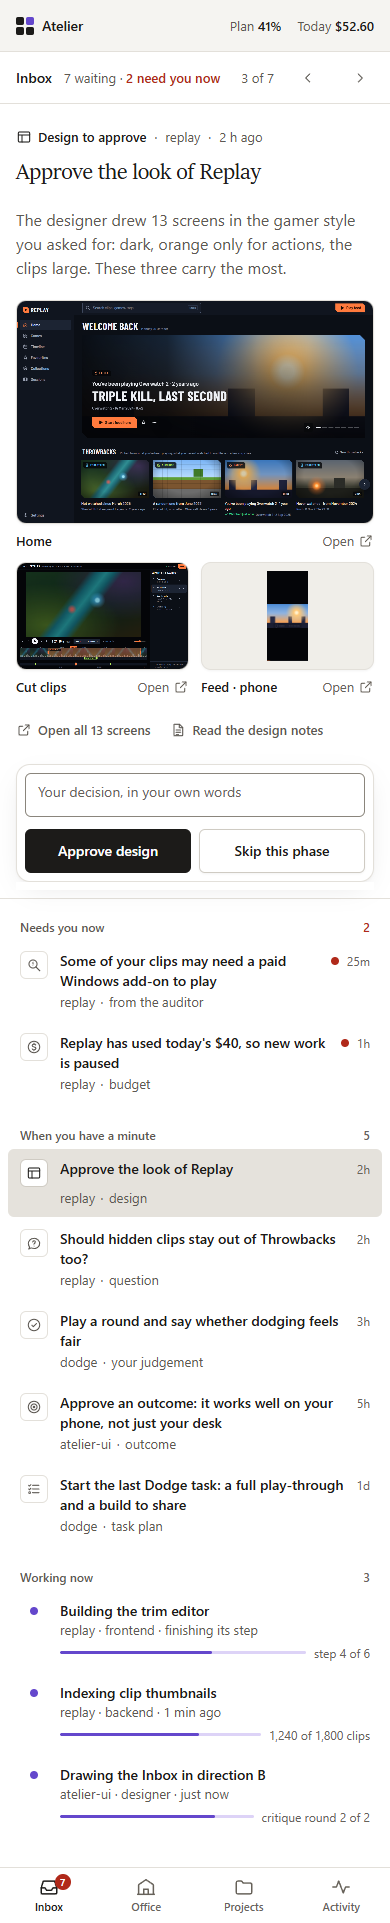 Atelier
Plan 41% Today $52.60
Inbox 7 waiting · 2 need you now 3 of 7
Design to approve · replay · 2 h ago
Approve the look of Replay
The designer drew 13 screens in the gamer style
you asked for: dark, orange only for actions, the
clips large. These three carry the most.
REPLAY
Home
WELCOME BACK
You've been playing Overwatch 2 · 2 years ago
TRIPLE KILL, LAST SECOND
THROWBACKS
Settings
Home Open
Cut clips Open
Feed · phone Open
Open all 13 screens
Read the design notes
Your decision, in your own words
Approve design
Skip this phase
Needs you now 2
Some of your clips may need a paid 25m
Windows add-on to play
replay · from the auditor
Replay has used today's $40, so new work 1h
is paused
replay · budget
When you have a minute 5
Approve the look of Replay 2h
replay · design
Should hidden clips stay out of Throwbacks 2h
too?
replay · question
Play a round and say whether dodging feels 3h
fair
dodge · your judgement
Approve an outcome: it works well on your 5h
phone, not just your desk
atelier-ui · outcome
Start the last Dodge task: a full play-through 1d
and a build to share
dodge · task plan
Working now 3
Building the trim editor
replay · frontend · finishing its step
step 4 of 6
Indexing clip thumbnails
replay · backend · 1 min ago
1,240 of 1,800 clips
Drawing the Inbox in direction B
atelier-ui · designer · just now
critique round 2 of 2
7
Inbox Office Projects Activity